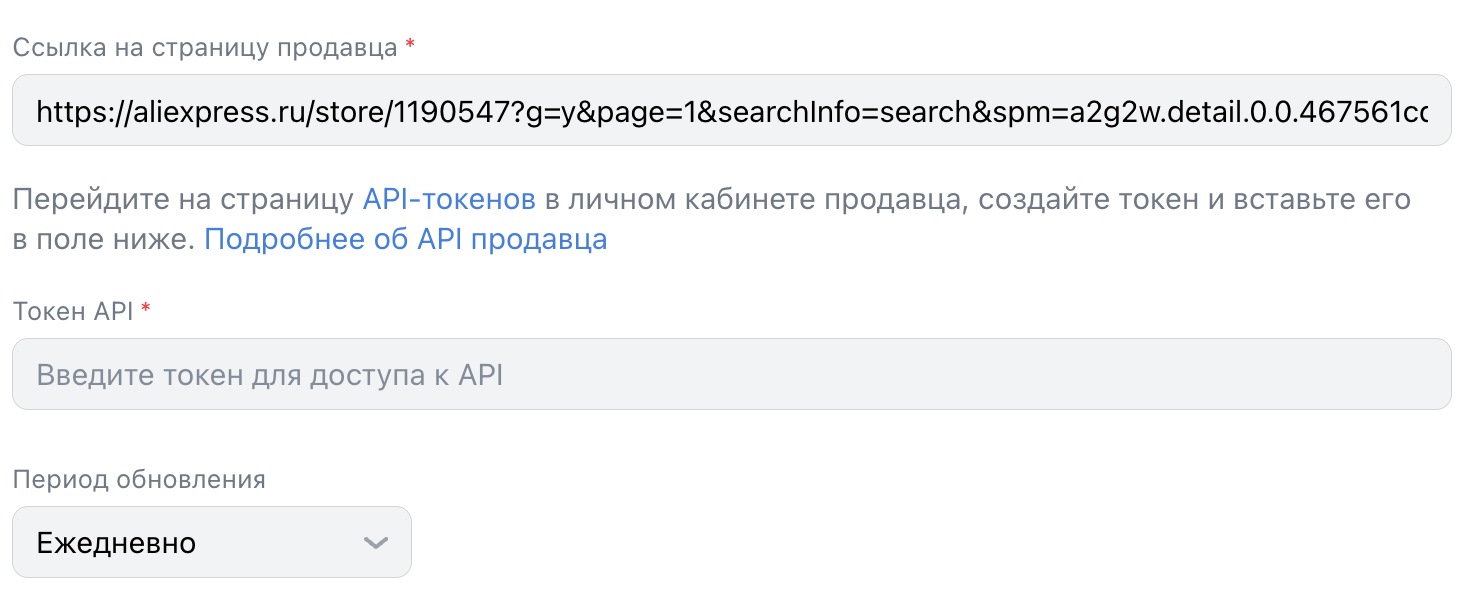 Ссылка на страницу продавца *
https://aliexpress.ru/store/1190547?g=y&page=1&searchInfo=search&spm=a2g2w.detail.0.0.467561cc
Перейдите на страницу API-токенов в личном кабинете продавца, создайте токен и вставьте его
в поле ниже. Подробнее об API продавца
Токен API *
Введите токен для доступа к API
Период обновления
Ежедневно